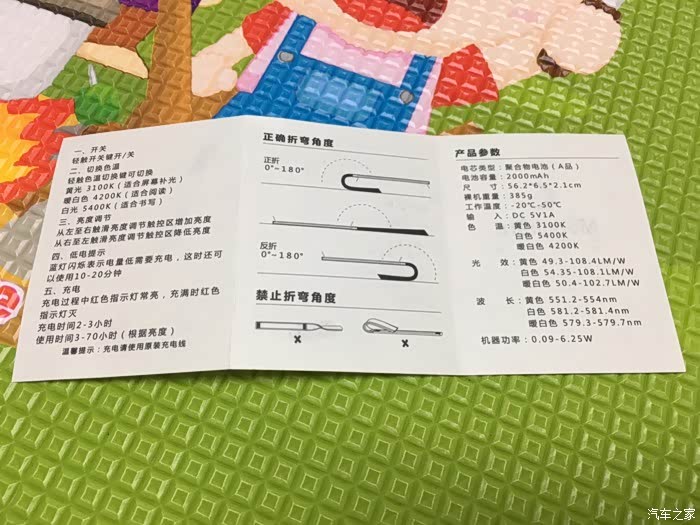 一、开关
轻触开关键开/关
二、切换色温
轻触色温切换键可切换
黄光 3100K（适合屏幕补光）
暖白色 4200K（适合阅读）
白光 5400K（适合书写）
三、亮度调节
从左至右触滑亮度调节触控区增加亮度
从右至左触滑亮度调节触控区降低亮度
四、低电提示
蓝灯闪烁表示电量低需要充电，这时还可
以使用10-20分钟
五、充电
充电过程中红色指示灯常亮，充满时红色
指示灯灭
充电时间2-3小时
使用时间3-70小时（根据亮度）
温馨提示：充电请使用原装充电线
正确折弯角度
正折
0°-180°
反折
0°-180°
禁止折弯角度
×
×
产品参数
电芯类型：聚合物电池（A品）
电池容量：2000mAh
尺 寸：56.2*6.5*2.1cm
裸机重量：385g
工作温度：-20℃-50℃
输 入：DC 5V1A
色 温：黄色 3100K
白色 5400K
暖白色 4200K
光 效：黄色 49.3-108.4LM/W
白色 54.35-108.1LM/W
暖白色 50.4-102.7LM/W
波 长：黄色 551.2-554nm
白色 581.2-581.4nm
暖白色 579.3-579.7nm
机器功率：0.09-6.25W
汽车之家